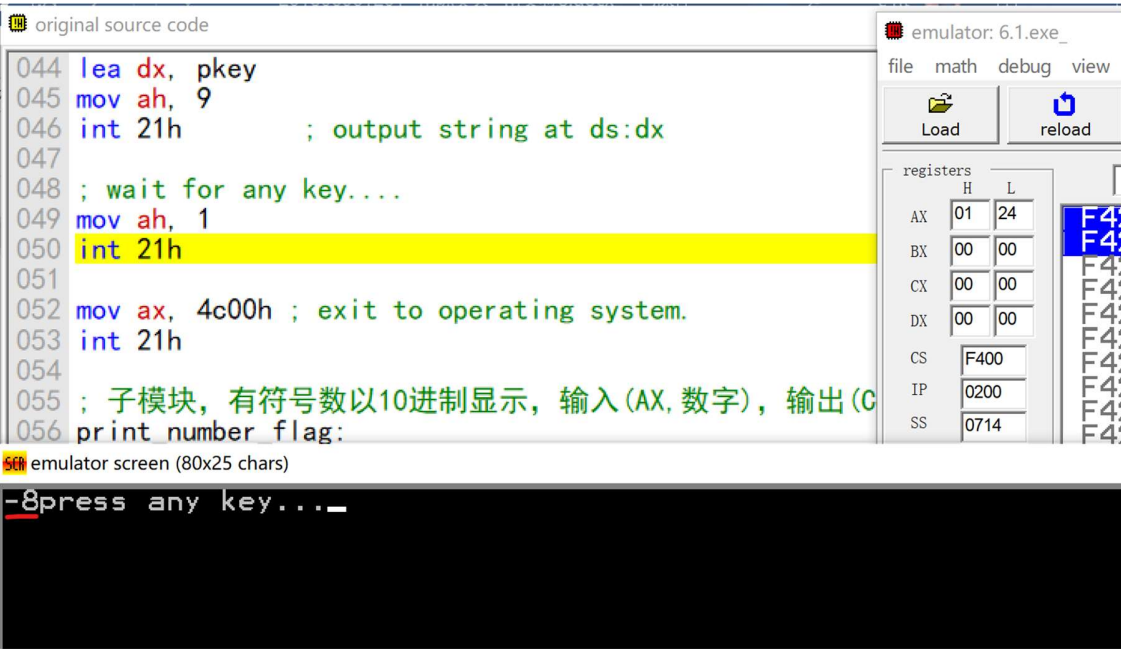 original source code
044 lea dx, pkey
045 mov ah, 9
046 int 21h ; output string at ds:dx
047
048 ; wait for any key....
049 mov ah, 1
050 int 21h
051
052 mov ax, 4c00h ; exit to operating system.
053 int 21h
054
055 ; 子模块, 有符号数以10进制显示, 输入(AX,数字), 输出(C
056 print_number_flag:
emulator: 6.1.exe_
file math debug view
Load reload
registers
H L
AX 01 24
BX 00 00
CX 00 00
DX 00 00
CS F400
IP 0200
SS 0714
emulator screen (80x25 chars)
-8press any key..._